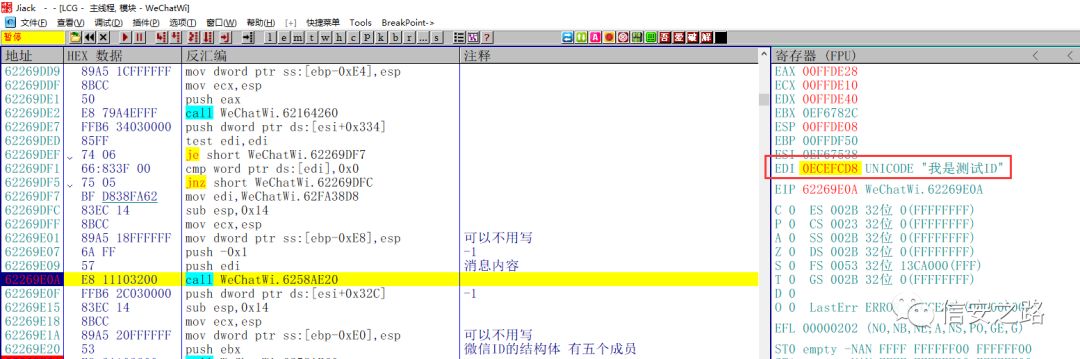 Jiack - - [LCG - 主线程, 模块 - WeChatWi]
文件(F) 查看(V) 调试(D) 插件(P) 选项(T) 窗口(W) 帮助(H) [+] 快捷菜单 Tools BreakPoint->
暂停 l e m t w h c P k b r ... s ? 吾 爱 破 解
地址 HEX 数据 反汇编 注释 寄存器 (FPU) < <
62269DD9 89A5 1CFFFFFF mov dword ptr ss:[ebp-0xE4],esp
62269DDF 8BCC mov ecx,esp EAX 00FFDE28
62269DE1 50 push eax ECX 00FFDE10
62269DE2 E8 79A4EFFF call WeChatWi.62164260 EDX 00FFDE40
62269DE7 FFB6 34030000 push dword ptr ds:[esi+0x334] EBX 0EF6782C
62269DED 85FF test edi,edi ESP 00FFDE08
62269DEF 74 06 je short WeChatWi.62269DF7 EBP 00FFDF50
62269DF1 66:833F 00 cmp word ptr ds:[edi],0x0 ESI 0EF67538
62269DF5 75 05 jnz short WeChatWi.62269DFC EDI 0ECEFCD8 UNICODE "我是测试ID"
62269DF7 BF D838FA62 mov edi,WeChatWi.62FA38D8 EIP 62269E0A WeChatWi.62269E0A
62269DFC 83EC 14 sub esp,0x14
62269DFF 8BCC mov ecx,esp C 0 ES 002B 32位 0(FFFFFFFF)
62269E01 89A5 18FFFFFF mov dword ptr ss:[ebp-0xE8],esp 可以不用写 P 0 CS 0023 32位 0(FFFFFFFF)
62269E07 6A FF push -0x1 -1 A 0 SS 002B 32位 0(FFFFFFFF)
62269E09 57 push edi 消息内容 Z 0 DS 002B 32位 0(FFFFFFFF)
62269E0A E8 11103200 call WeChatWi.6258AE20 S 0 FS 0053 32位 13CA000(FFF)
62269E0F FFB6 2C030000 push dword ptr ds:[esi+0x32C] -1 T 0 GS 002B 32位 0(FFFFFFFF)
62269E15 83EC 14 sub esp,0x14 D 0
62269E18 8BCC mov ecx,esp O 0 LastErr
62269E1A 89A5 20FFFFFF mov dword ptr ss:[ebp-0xE0],esp 可以不用写 EFL 00000202 (NO,NB,NE,A,NS,PO,GE,G)
62269E20 53 push ebx 微信ID的结构体 有五个成员 ST0 empty -NAN FFFF FFFFFF00 FFFFFF00
信安之路